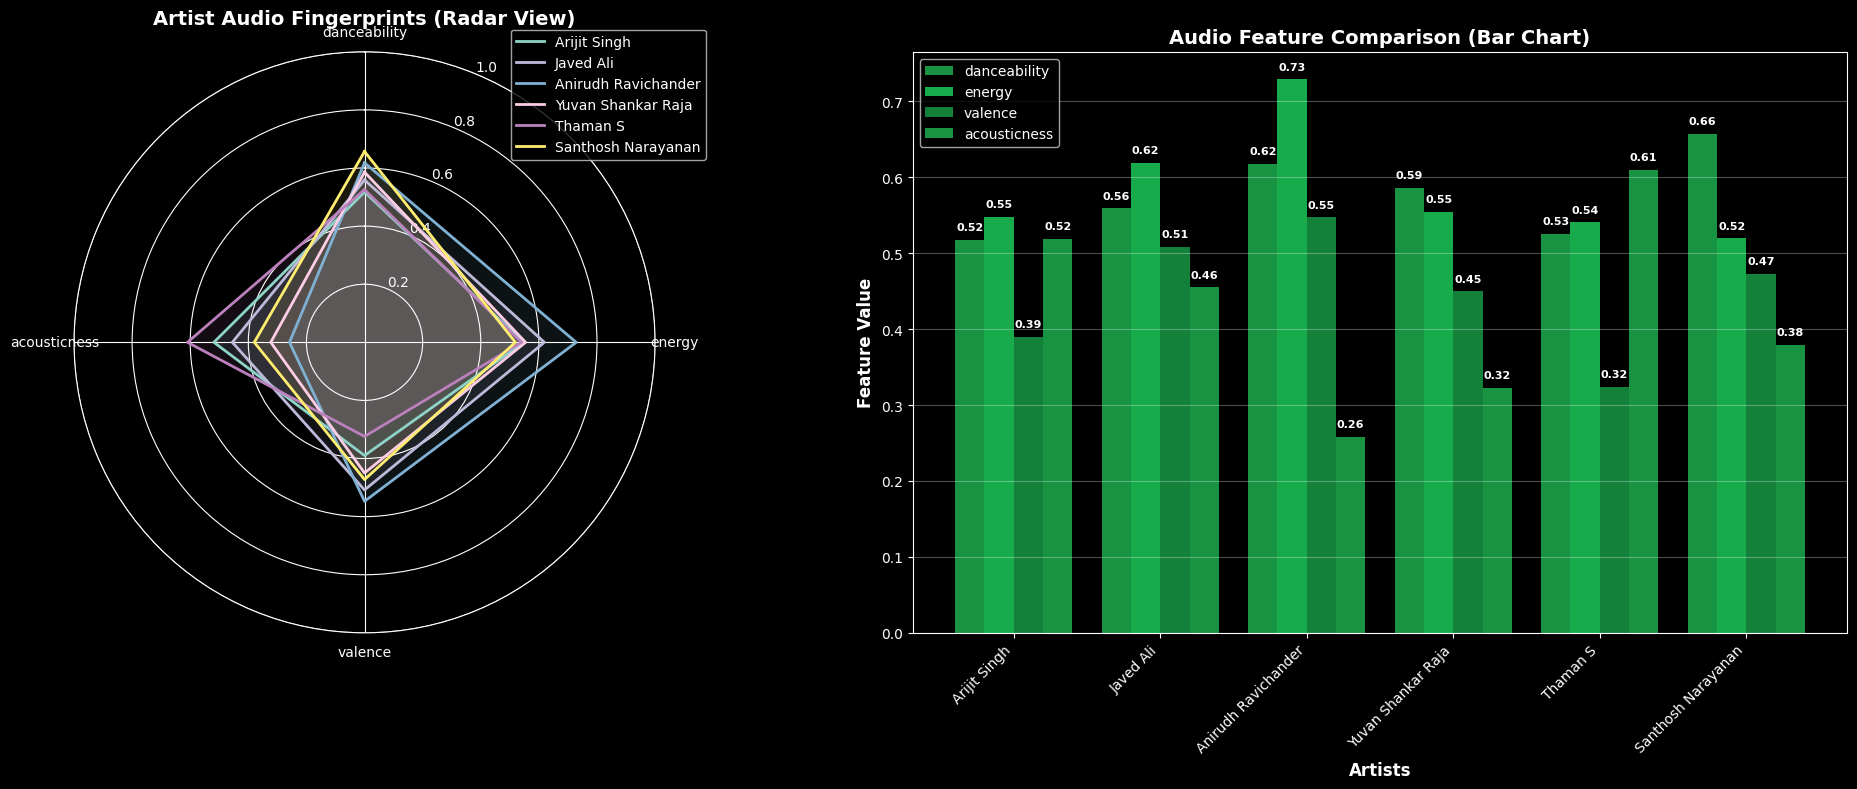 Artist Audio Fingerprints (Radar View)
danceability
Arijit Singh
Javed Ali
Anirudh Ravichander
Yuvan Shankar Raja
Thaman S
Santhosh Narayanan
1.0
0.8
0.6
0.4
0.2
acousticness
energy
valence
Audio Feature Comparison (Bar Chart)
danceability
energy
valence
acousticness
Feature Value
0.7
0.6
0.5
0.4
0.3
0.2
0.1
0.0
0.52 0.55 0.39 0.52
0.56 0.62 0.51 0.46
0.62 0.73 0.55 0.26
0.59 0.55 0.45 0.32
0.53 0.54 0.32 0.61
0.66 0.52 0.47 0.38
Arijit Singh
Javed Ali
Anirudh Ravichander
Yuvan Shankar Raja
Thaman S
Santhosh Narayanan
Artists